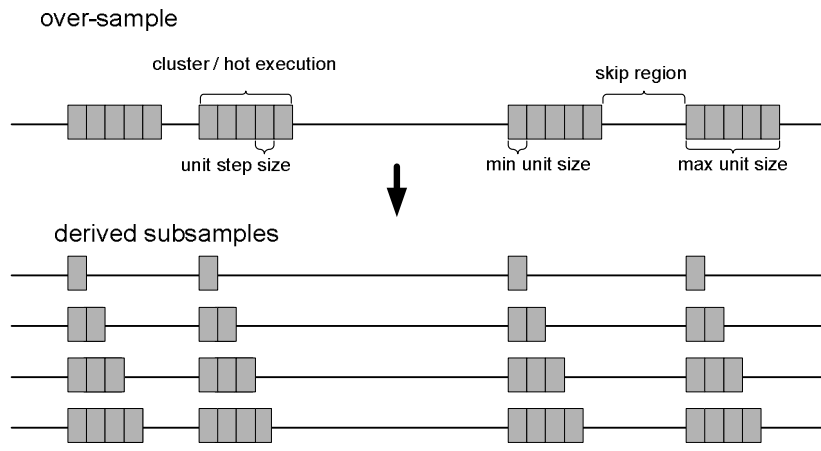 over-sample
cluster / hot execution
skip region
unit step size
min unit size
max unit size
derived subsamples